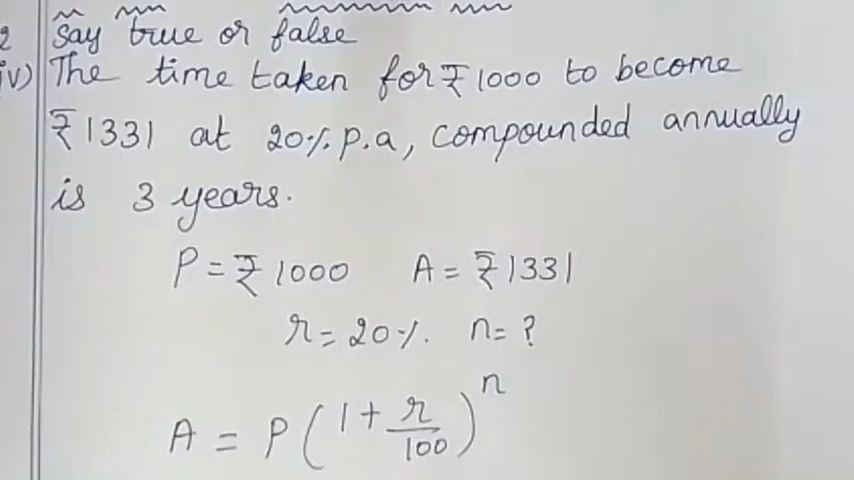 2 Say true or false
iv) The time taken for ₹1000 to become
₹1331 at 20% p.a, compounded annually
is 3 years.
P = ₹1000 A = ₹1331
r = 20% n = ?
A = P(1 + r/100)^n